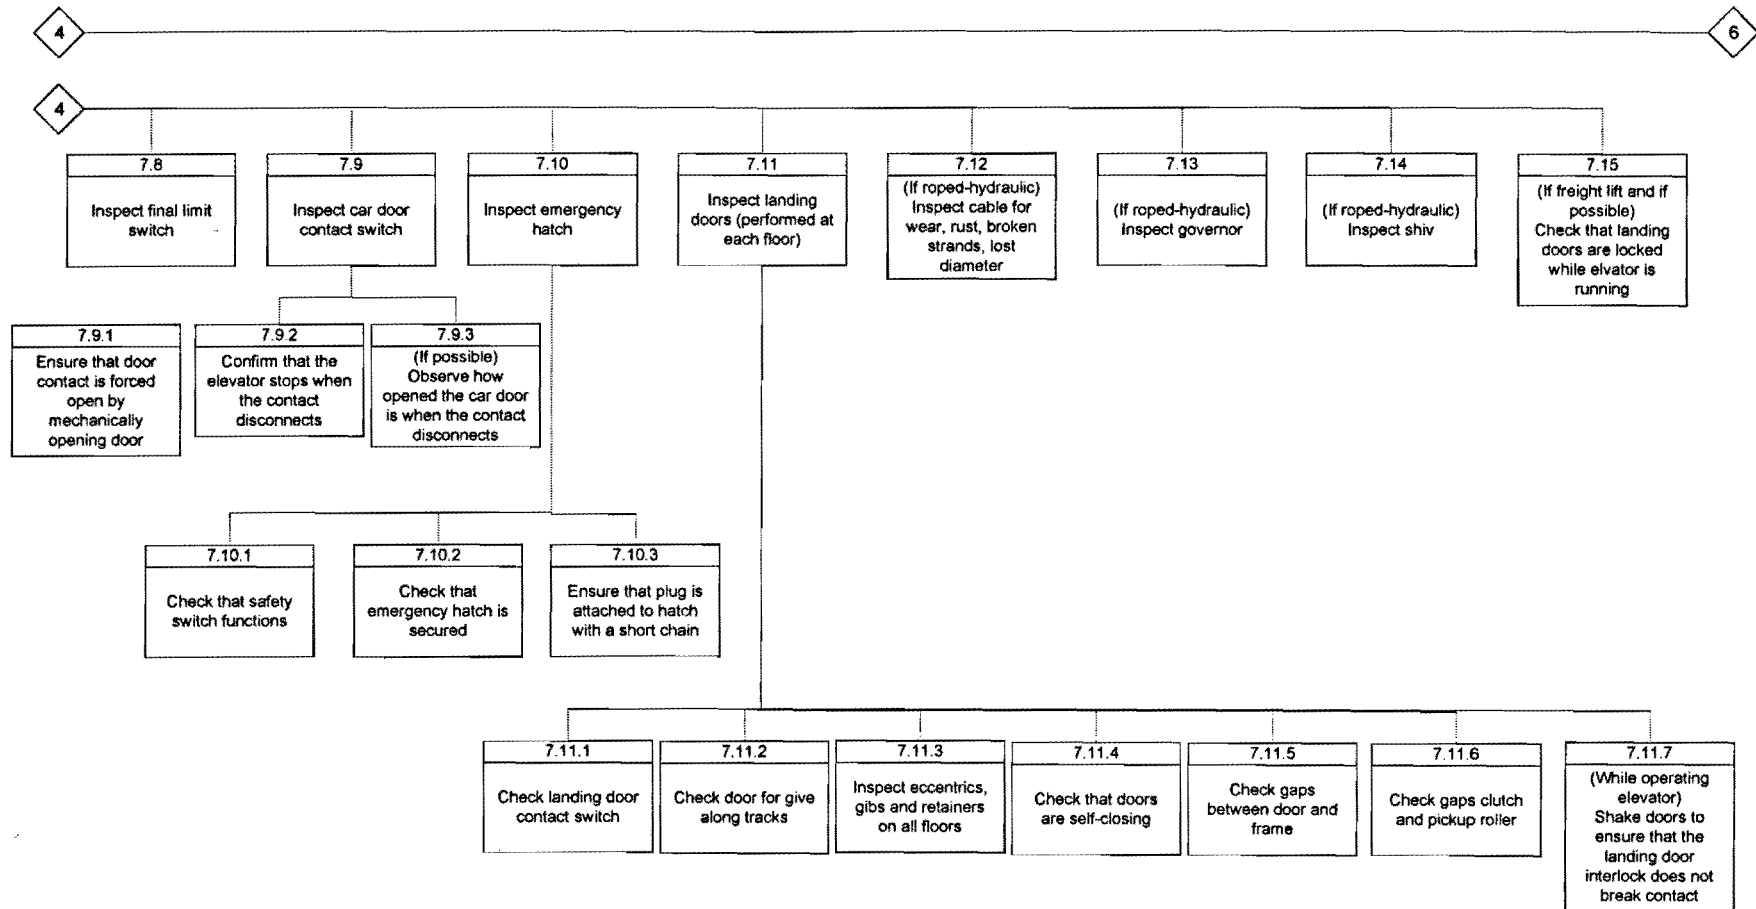 4
6
4
7.8
Inspect final limit
switch
7.9
Inspect car door
contact switch
7.10
Inspect emergency
hatch
7.11
Inspect landing
doors (performed at
each floor)
7.12
(If roped-hydraulic)
Inspect cable for
wear, rust, broken
strands, lost
diameter
7.13
(If roped-hydraulic)
Inspect governor
7.14
(If roped-hydraulic)
Inspect shiv
7.15
(If freight lift and if
possible)
Check that landing
doors are locked
while elvator is
running
7.9.1
Ensure that door
contact is forced
open by
mechanically
opening door
7.9.2
Confirm that the
elevator stops when
the contact
disconnects
7.9.3
(If possible)
Observe how
opened the car door
is when the contact
disconnects
7.10.1
Check that safety
switch functions
7.10.2
Check that
emergency hatch is
secured
7.10.3
Ensure that plug is
attached to hatch
with a short chain
7.11.1
Check landing door
contact switch
7.11.2
Check door for give
along tracks
7.11.3
Inspect eccentrics,
gibs and retainers
on all floors
7.11.4
Check that doors
are self-closing
7.11.5
Check gaps
between door and
frame
7.11.6
Check gaps clutch
and pickup roller
7.11.7
(While operating
elevator)
Shake doors to
ensure that the
landing door
interlock does not
break contact